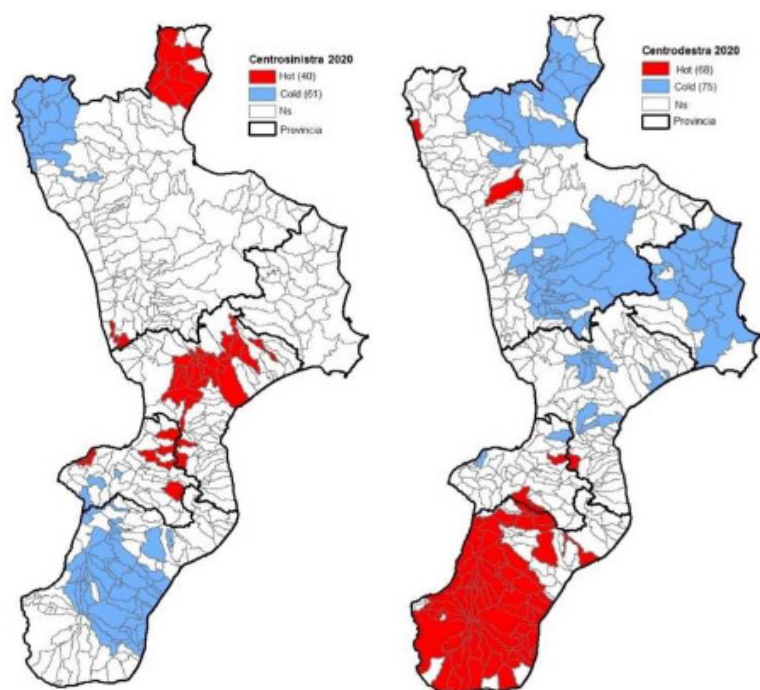 Centrosinistra 2020
Hot (40)
Cold (61)
Ns
Provincia
Centrodestra 2020
Hot (68)
Cold (75)
Ns
Provincia